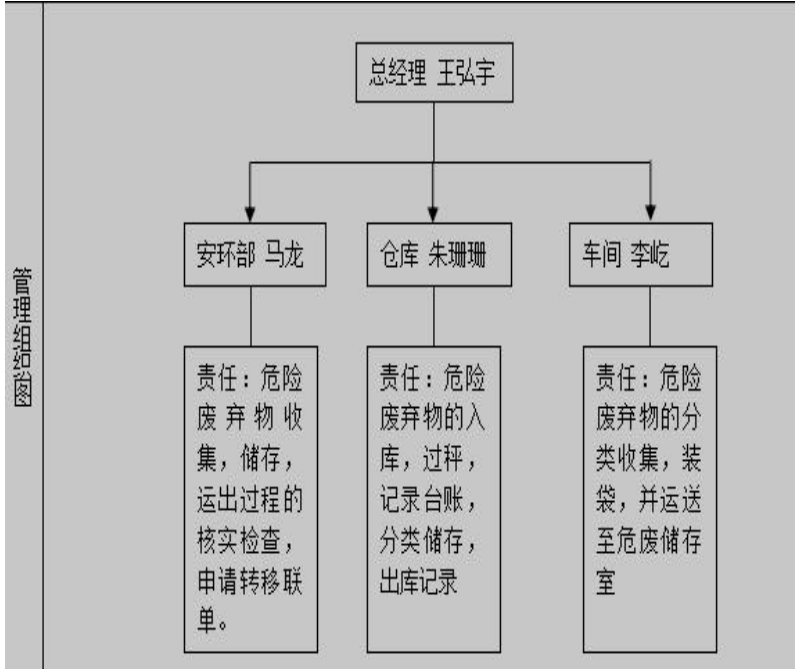 管理组织图
总经理 王弘宇
安环部 马龙
仓库 朱珊珊
车间 李屹
责任：危险
废弃物收
集，储存，
运出过程的
核实检查，
申请转移联
单。
责任：危险
废弃物的入
库，过秤，
记录台账，
分类储存，
出库记录
责任：危险
废弃物的分
类收集，装
袋，并运送
至危废储存
室